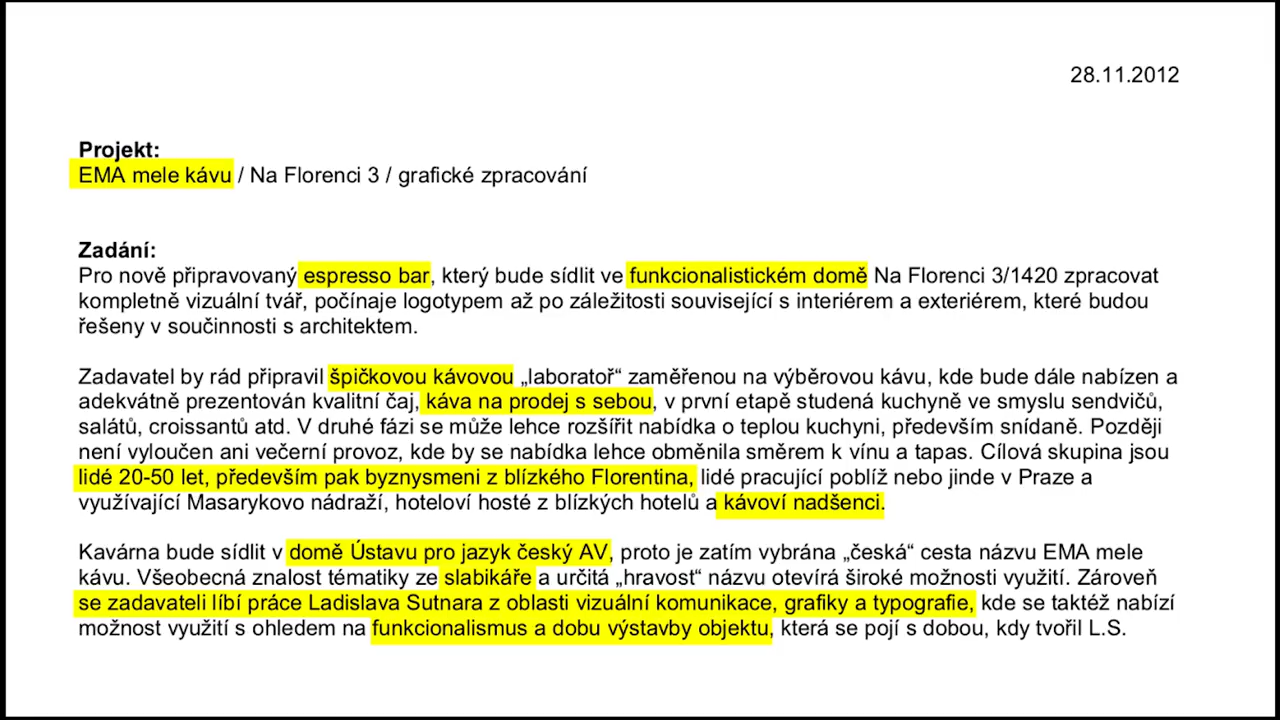 28.11.2012
Projekt:
EMA mele kávu / Na Florenci 3 / grafické zpracování
Zadání:
Pro nově připravovaný espresso bar, který bude sídlit ve funkcionalistickém domě Na Florenci 3/1420 zpracovat
kompletně vizuální tvář, počínaje logotypem až po záležitosti související s interiérem a exteriérem, které budou
řešeny v součinnosti s architektem.
Zadavatel by rád připravil špičkovou kávovou „laboratoř“ zaměřenou na výběrovou kávu, kde bude dále nabízen a
adekvátně prezentován kvalitní čaj, káva na prodej s sebou, v první etapě studená kuchyně ve smyslu sendvičů,
salátů, croissantů atd. V druhé fázi se může lehce rozšířit nabídka o teplou kuchyni, především snídaně. Později
není vyloučen ani večerní provoz, kde by se nabídka lehce obměnila směrem k vínu a tapas. Cílová skupina jsou
lidé 20-50 let, především pak byznysmeni z blízkého Florentina, lidé pracující poblíž nebo jinde v Praze a
využívající Masarykovo nádraží, hoteloví hosté z blízkých hotelů a kávoví nadšenci.
Kavárna bude sídlit v domě Ústavu pro jazyk český AV, proto je zatím vybrána „česká“ cesta názvu EMA mele
kávu. Všeobecná znalost tématiky ze slabikáře a určitá „hravost“ názvu otevírá široké možnosti využití. Zároveň
se zadavateli líbí práce Ladislava Sutnara z oblasti vizuální komunikace, grafiky a typografie, kde se taktéž nabízí
možnost využití s ohledem na funkcionalismus a dobu výstavby objektu, která se pojí s dobou, kdy tvořil L.S.